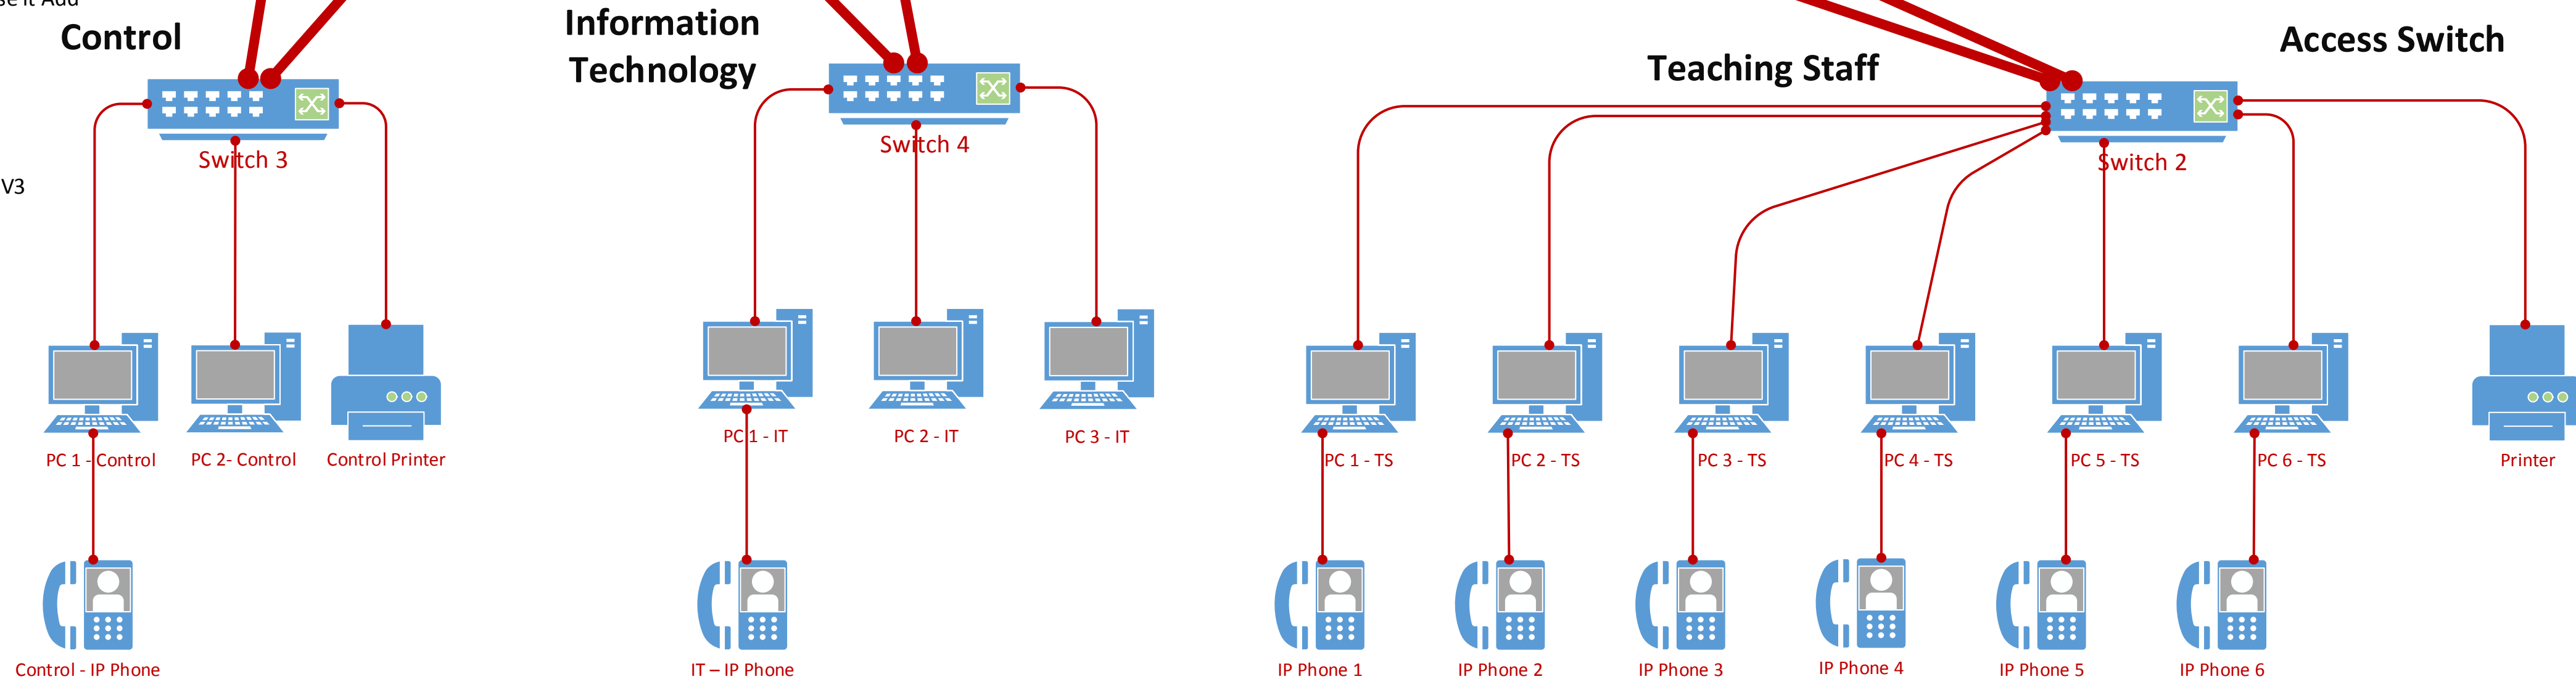 se it Add
Control
Information
Technology
Teaching Staff
Access Switch
Switch 3
Switch 4
Switch 2
V3
PC 1 - Control
PC 2- Control
Control Printer
PC 1 - IT
PC 2 - IT
PC 3 - IT
PC 1 - TS
PC 2 - TS
PC 3 - TS
PC 4 - TS
PC 5 - TS
PC 6 - TS
Printer
Control - IP Phone
IT – IP Phone
IP Phone 1
IP Phone 2
IP Phone 3
IP Phone 4
IP Phone 5
IP Phone 6